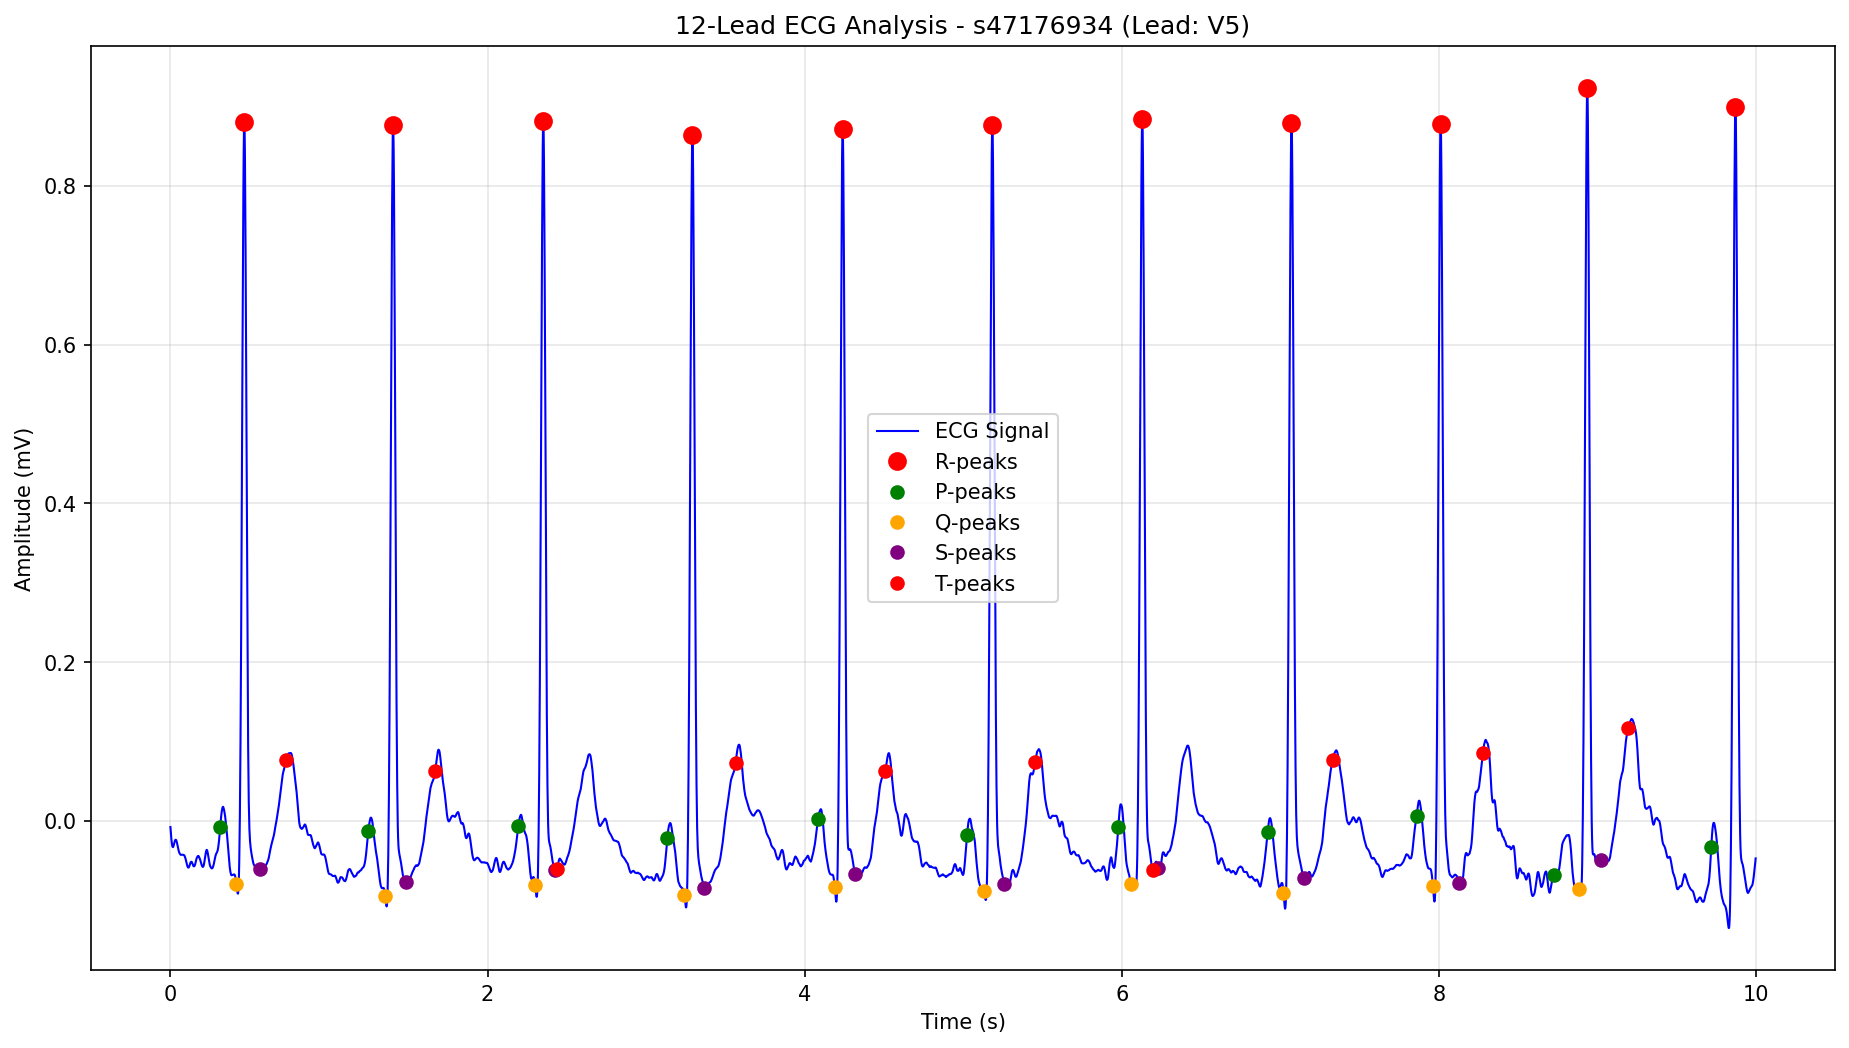 12-Lead ECG Analysis - s47176934 (Lead: V5)
Amplitude (mV)
0.8
0.6
0.4
0.2
0.0
ECG Signal
R-peaks
P-peaks
Q-peaks
S-peaks
T-peaks
0 2 4 6 8 10
Time (s)